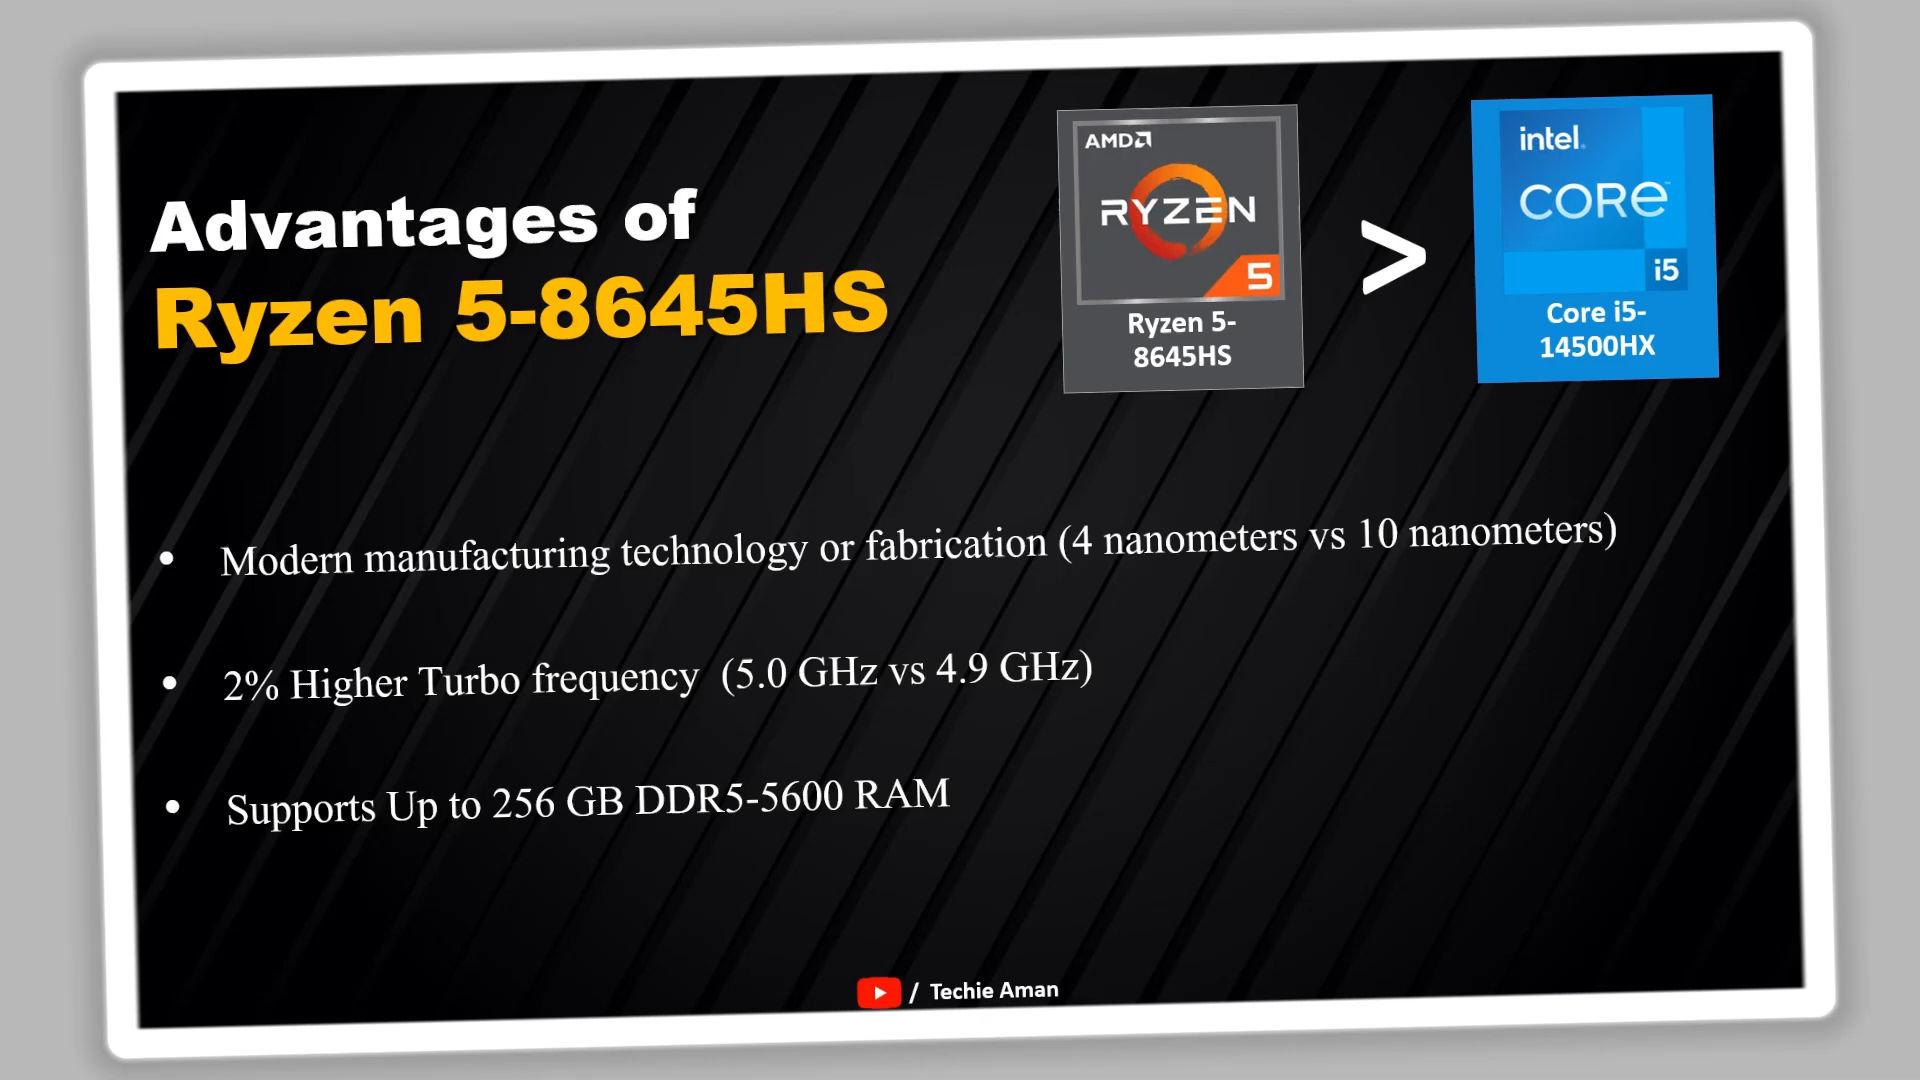 Advantages of
Ryzen 5-8645HS
AMD
RYZEN
5
Ryzen 5-
8645HS
>
intel.
CORE™
i5
Core i5-
14500HX
• Modern manufacturing technology or fabrication (4 nanometers vs 10 nanometers)
• 2% Higher Turbo frequency (5.0 GHz vs 4.9 GHz)
• Supports Up to 256 GB DDR5-5600 RAM
/ Techie Aman